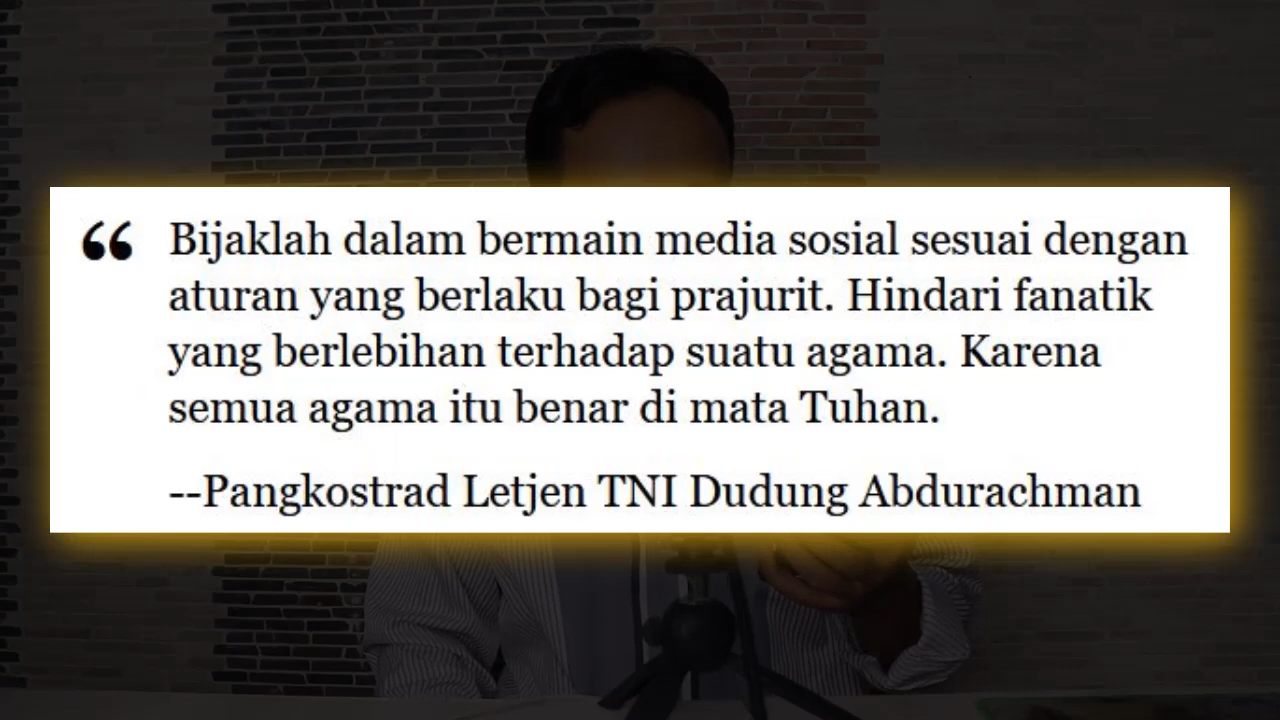 “ Bijaklah dalam bermain media sosial sesuai dengan
aturan yang berlaku bagi prajurit. Hindari fanatik
yang berlebihan terhadap suatu agama. Karena
semua agama itu benar di mata Tuhan.
--Pangkostrad Letjen TNI Dudung Abdurachman